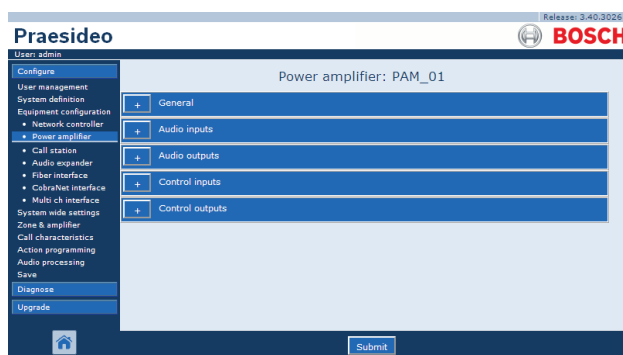 Release: 3.40.3026
Praesideo
BOSCH
User: admin
Configure
User management
System definition
Equipment configuration
• Network controller
• Power amplifier
• Call station
• Audio expander
• Fiber interface
• CobraNet interface
• Multi ch interface
System wide settings
Zone & amplifier
Call characteristics
Action programming
Audio processing
Save
Diagnose
Upgrade
Power amplifier: PAM_01
+ General
+ Audio inputs
+ Audio outputs
+ Control inputs
+ Control outputs
Submit